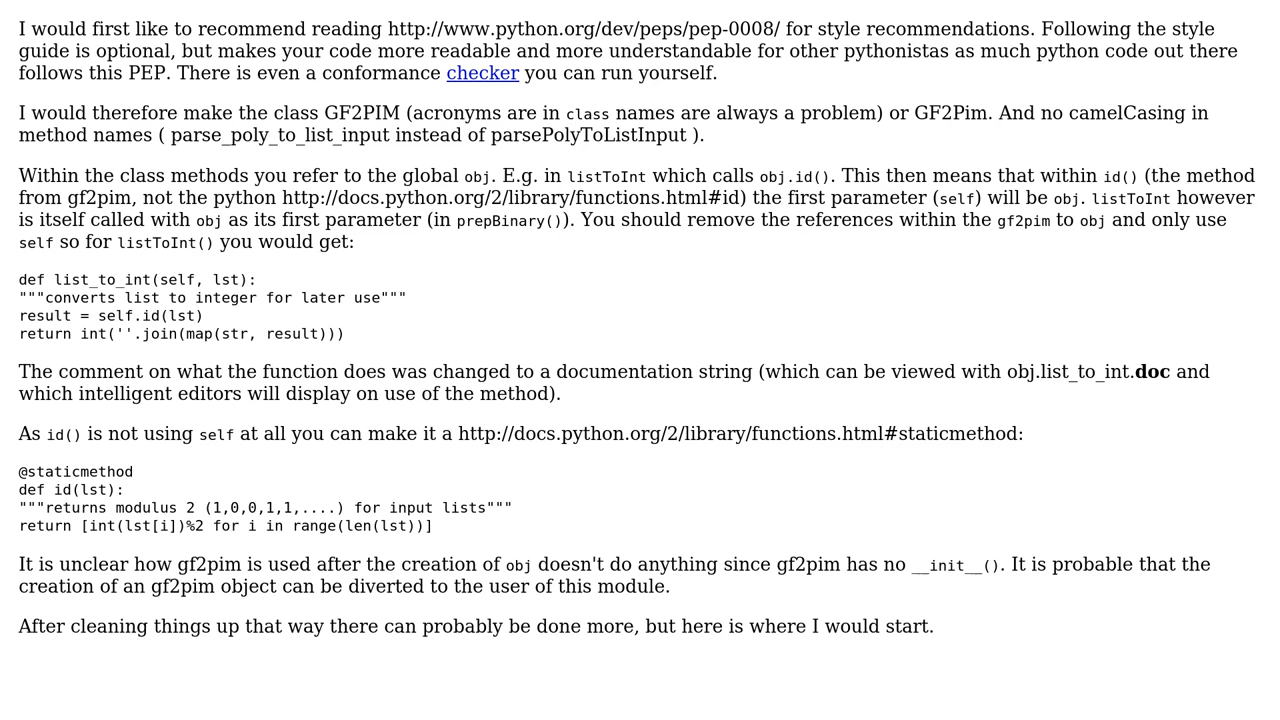 I would first like to recommend reading http://www.python.org/dev/peps/pep-0008/ for style recommendations. Following the style
guide is optional, but makes your code more readable and more understandable for other pythonistas as much python code out there
follows this PEP. There is even a conformance checker you can run yourself.
I would therefore make the class GF2PIM (acronyms are in class names are always a problem) or GF2Pim. And no camelCasing in
method names ( parse_poly_to_list_input instead of parsePolyToListInput ).
Within the class methods you refer to the global obj. E.g. in listToInt which calls obj.id(). This then means that within id() (the method
from gf2pim, not the python http://docs.python.org/2/library/functions.html#id) the first parameter (self) will be obj. listToInt however
is itself called with obj as its first parameter (in prepBinary()). You should remove the references within the gf2pim to obj and only use
self so for listToInt() you would get:
def list_to_int(self, lst):
"""converts list to integer for later use"""
result = self.id(lst)
return int(''.join(map(str, result)))
The comment on what the function does was changed to a documentation string (which can be viewed with obj.list_to_int.doc and
which intelligent editors will display on use of the method).
As id() is not using self at all you can make it a http://docs.python.org/2/library/functions.html#staticmethod:
@staticmethod
def id(lst):
"""returns modulus 2 (1,0,0,1,1,....) for input lists"""
return [int(lst[i])%2 for i in range(len(lst))]
It is unclear how gf2pim is used after the creation of obj doesn't do anything since gf2pim has no __init__(). It is probable that the
creation of an gf2pim object can be diverted to the user of this module.
After cleaning things up that way there can probably be done more, but here is where I would start.